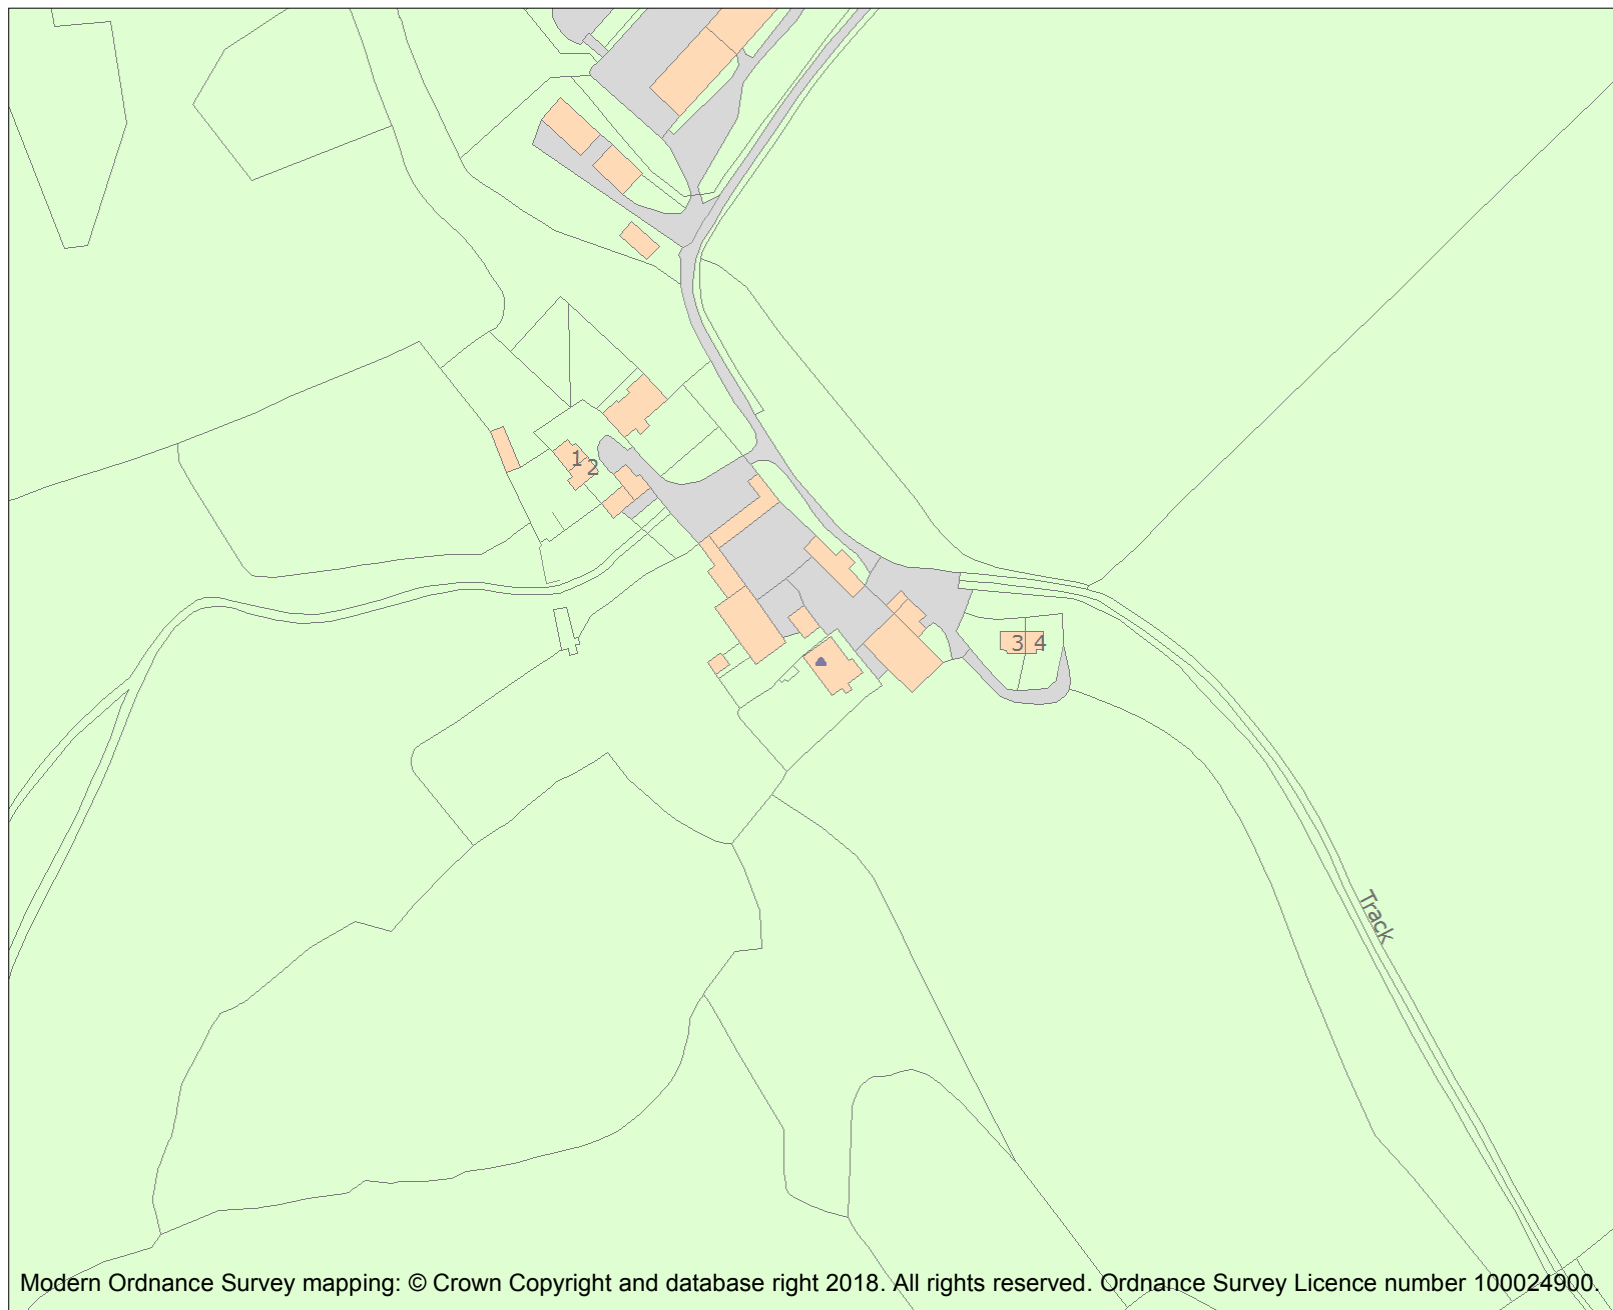 1
2
3 4
Track
Modern Ordnance Survey mapping: © Crown Copyright and database right 2018. All rights reserved. Ordnance Survey Licence number 100024900.